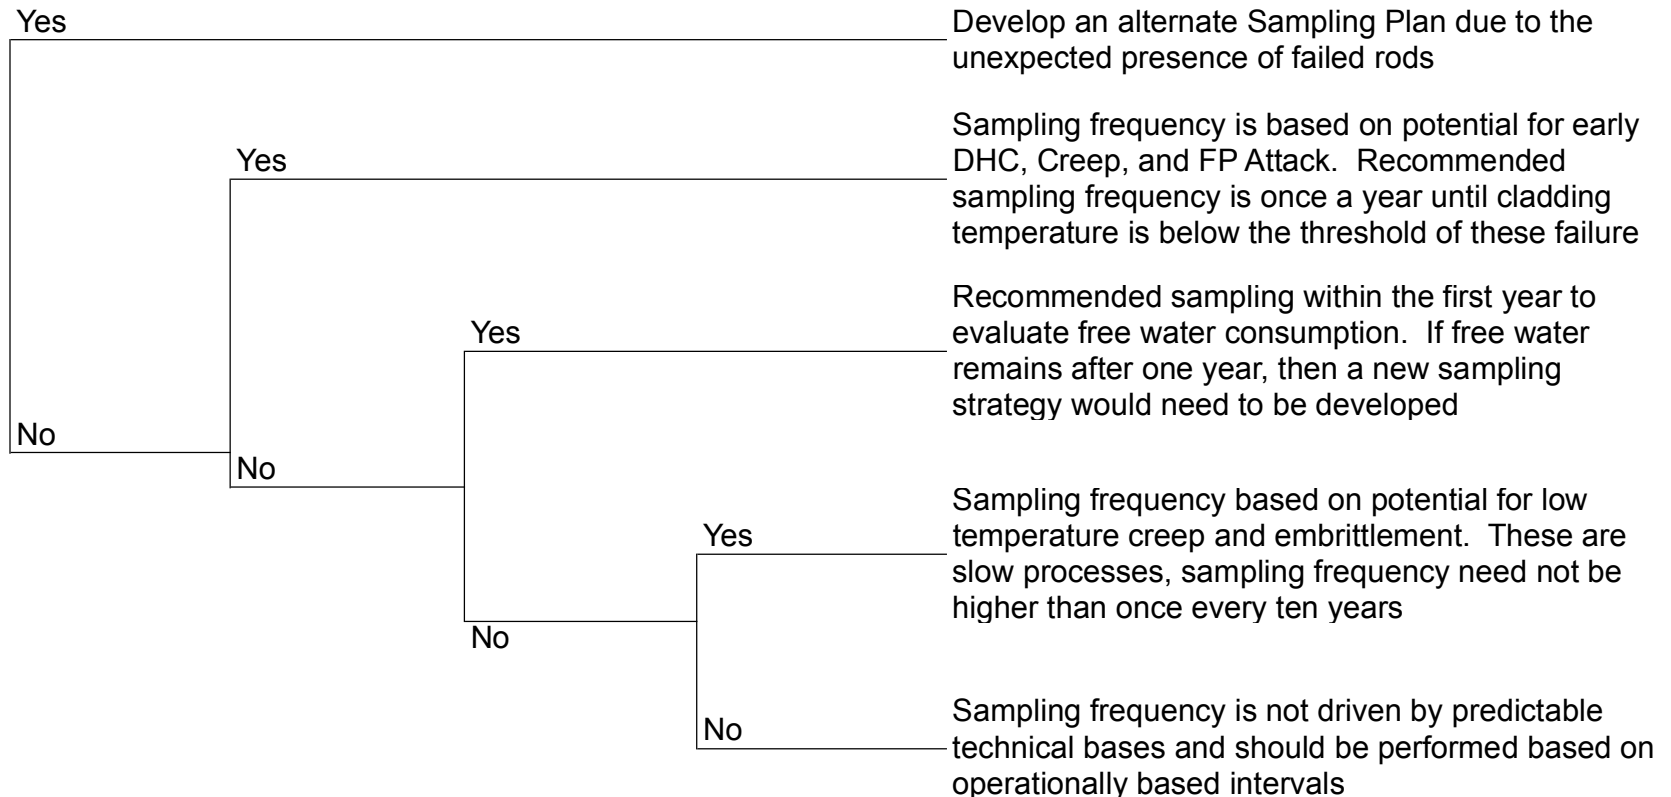 Yes
Develop an alternate Sampling Plan due to the
unexpected presence of failed rods
Yes
Sampling frequency is based on potential for early
DHC, Creep, and FP Attack.  Recommended
sampling frequency is once a year until cladding
temperature is below the threshold of these failure
Yes
Recommended sampling within the first year to
evaluate free water consumption.  If free water
remains after one year, then a new sampling
strategy would need to be developed
No
No
Yes
Sampling frequency based on potential for low
temperature creep and embrittlement.  These are
slow processes, sampling frequency need not be
higher than once every ten years
No
No
Sampling frequency is not driven by predictable
technical bases and should be performed based on
operationally based intervals